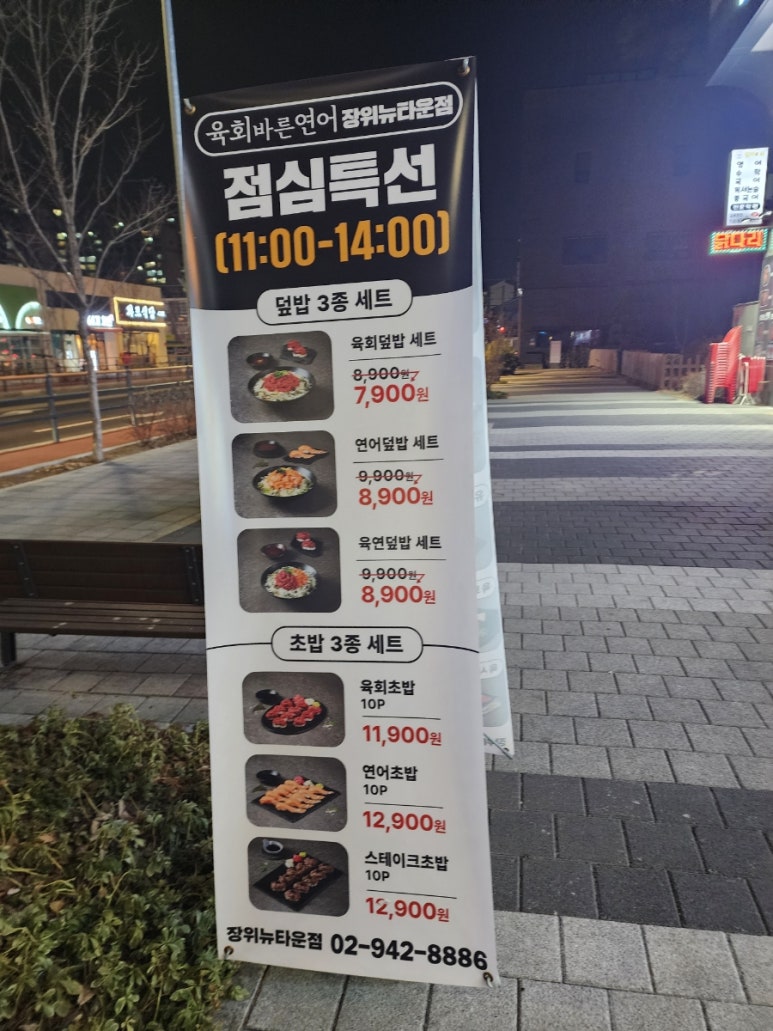 육회바른연어 장위뉴타운점
점심특선
(11:00-14:00)
덮밥 3종 세트
육회덮밥 세트
8,900원
7,900원
연어덮밥 세트
9,900원
8,900원
육연덮밥 세트
9,900원
8,900원
초밥 3종 세트
육회초밥
10P
11,900원
연어초밥
10P
12,900원
스테이크초밥
10P
12,900원
장위뉴타운점 02-942-8886
닭다리